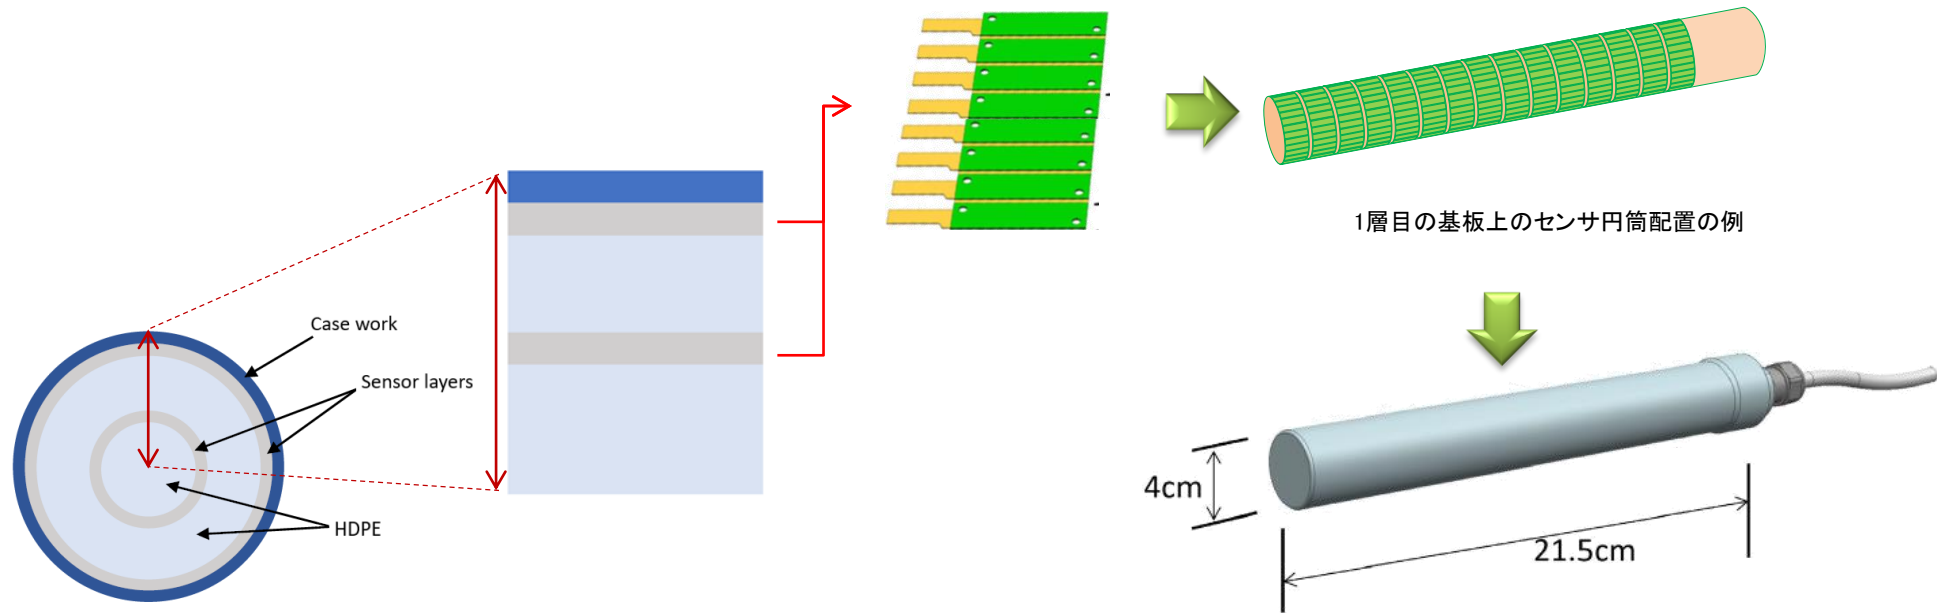 Case work
Sensor layers
HDPE
1層目の基板上のセンサ円筒配置の例
4cm
21.5cm